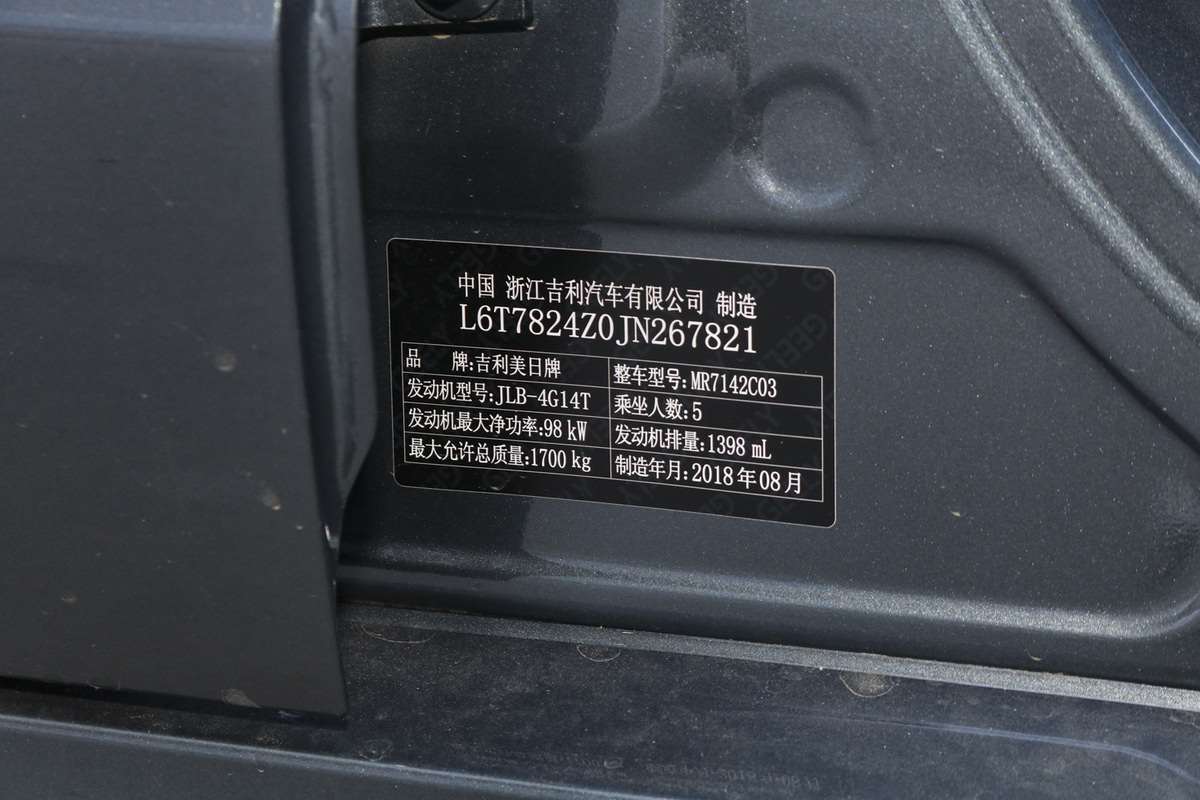 中国 浙江吉利汽车有限公司 制造
L6T7824Z0JN267821
品 牌:吉利美日牌 整车型号:MR7142C03
发动机型号:JLB-4G14T 乘坐人数:5
发动机最大净功率:98 kW 发动机排量:1398 mL
最大允许总质量:1700 kg 制造年月:2018年08月